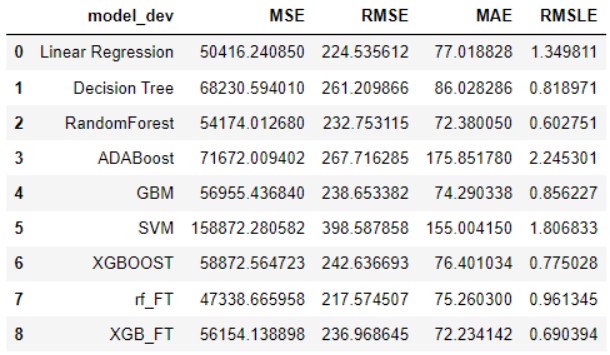 model_dev MSE RMSE MAE RMSLE
0 Linear Regression 50416.240850 224.535612 77.018828 1.349811
1 Decision Tree 68230.594010 261.209866 86.028286 0.818971
2 RandomForest 54174.012680 232.753115 72.380050 0.602751
3 ADABoost 71672.009402 267.716285 175.851780 2.245301
4 GBM 56955.436840 238.653382 74.290338 0.856227
5 SVM 158872.280582 398.587858 155.004150 1.806833
6 XGBOOST 58872.564723 242.636693 76.401034 0.775028
7 rf_FT 47338.665958 217.574507 75.260300 0.961345
8 XGB_FT 56154.138898 236.968645 72.234142 0.690394